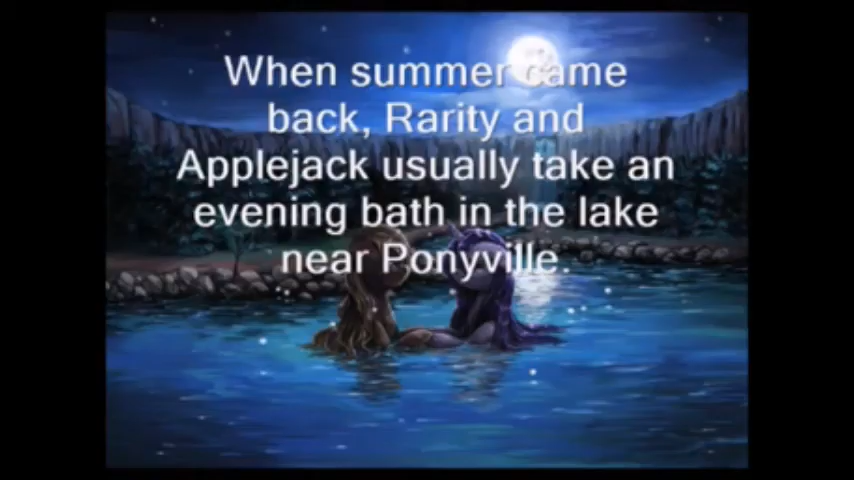 When summer came
back, Rarity and
Applejack usually take an
evening bath in the lake
near Ponyville.